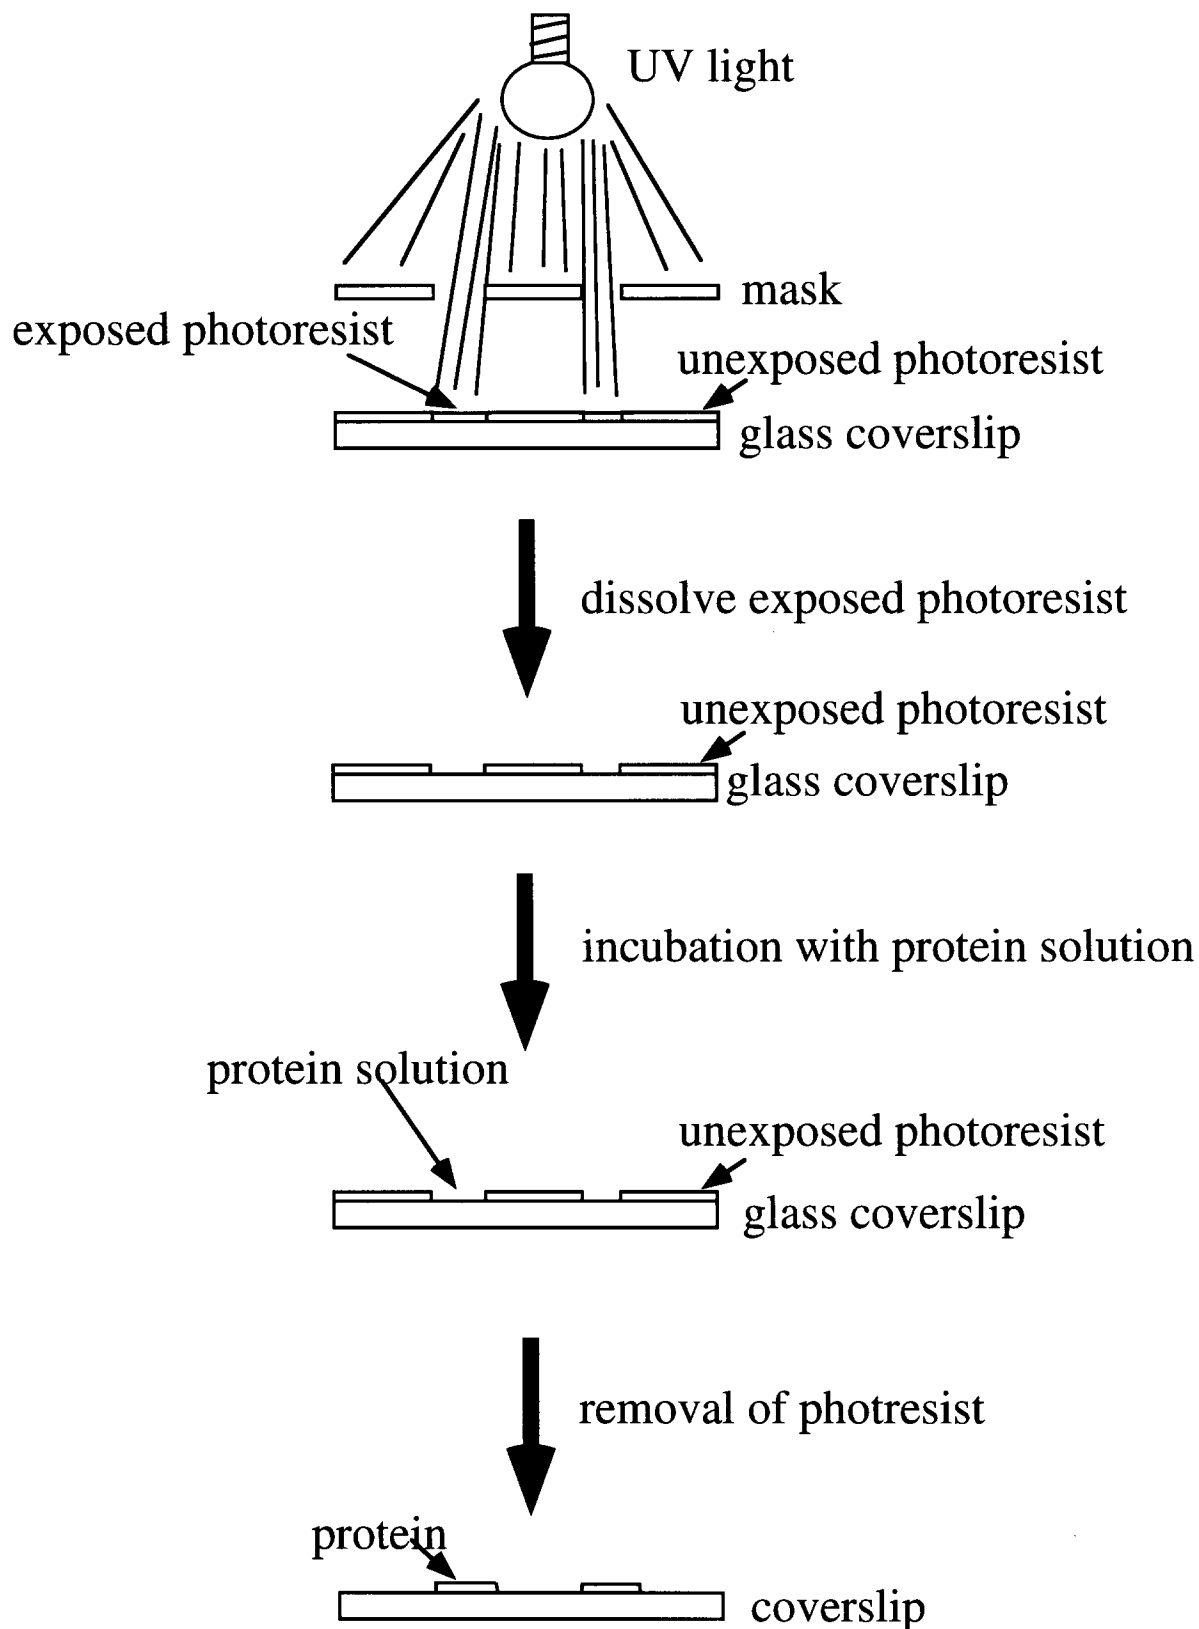 UV light
mask
exposed photoresist
unexposed photoresist
glass coverslip
dissolve exposed photoresist
unexposed photoresist
glass coverslip
incubation with protein solution
protein solution
unexposed photoresist
glass coverslip
removal of photresist
protein
coverslip